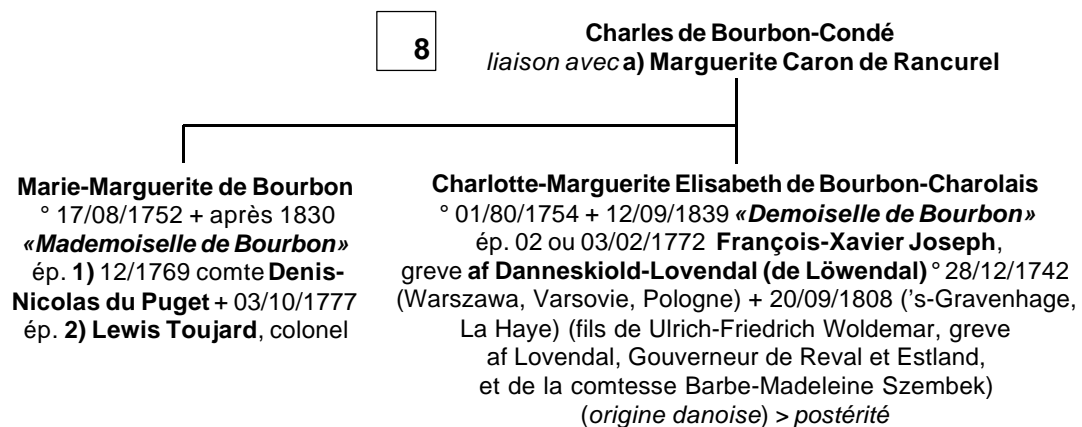 8
Charles de Bourbon-Condé
liaison avec a) Marguerite Caron de Rancurel
Marie-Marguerite de Bourbon
° 17/08/1752 + après 1830
«Mademoiselle de Bourbon»
ép. 1) 12/1769 comte Denis-
Nicolas du Puget + 03/10/1777
ép. 2) Lewis Toujard, colonel
Charlotte-Marguerite Elisabeth de Bourbon-Charolais
° 01/80/1754 + 12/09/1839 «Demoiselle de Bourbon»
ép. 02 ou 03/02/1772 François-Xavier Joseph,
greve af Danneskiold-Lovendal (de Löwendal) ° 28/12/1742
(Warszawa, Varsovie, Pologne) + 20/09/1808 ('s-Gravenhage,
La Haye) (fils de Ulrich-Friedrich Woldemar, greve
af Lovendal, Gouverneur de Reval et Estland,
et de la comtesse Barbe-Madeleine Szembek)
(origine danoise) > postérité